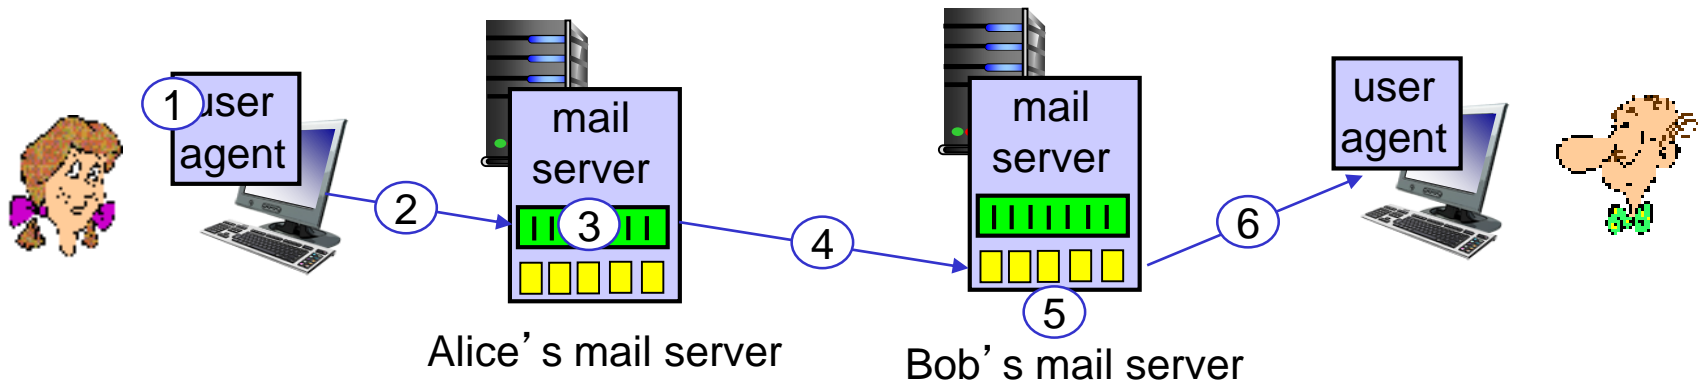 1
user
agent
2
mail
server
3
4
mail
server
5
6
user
agent
Alice’s mail server
Bob’s mail server